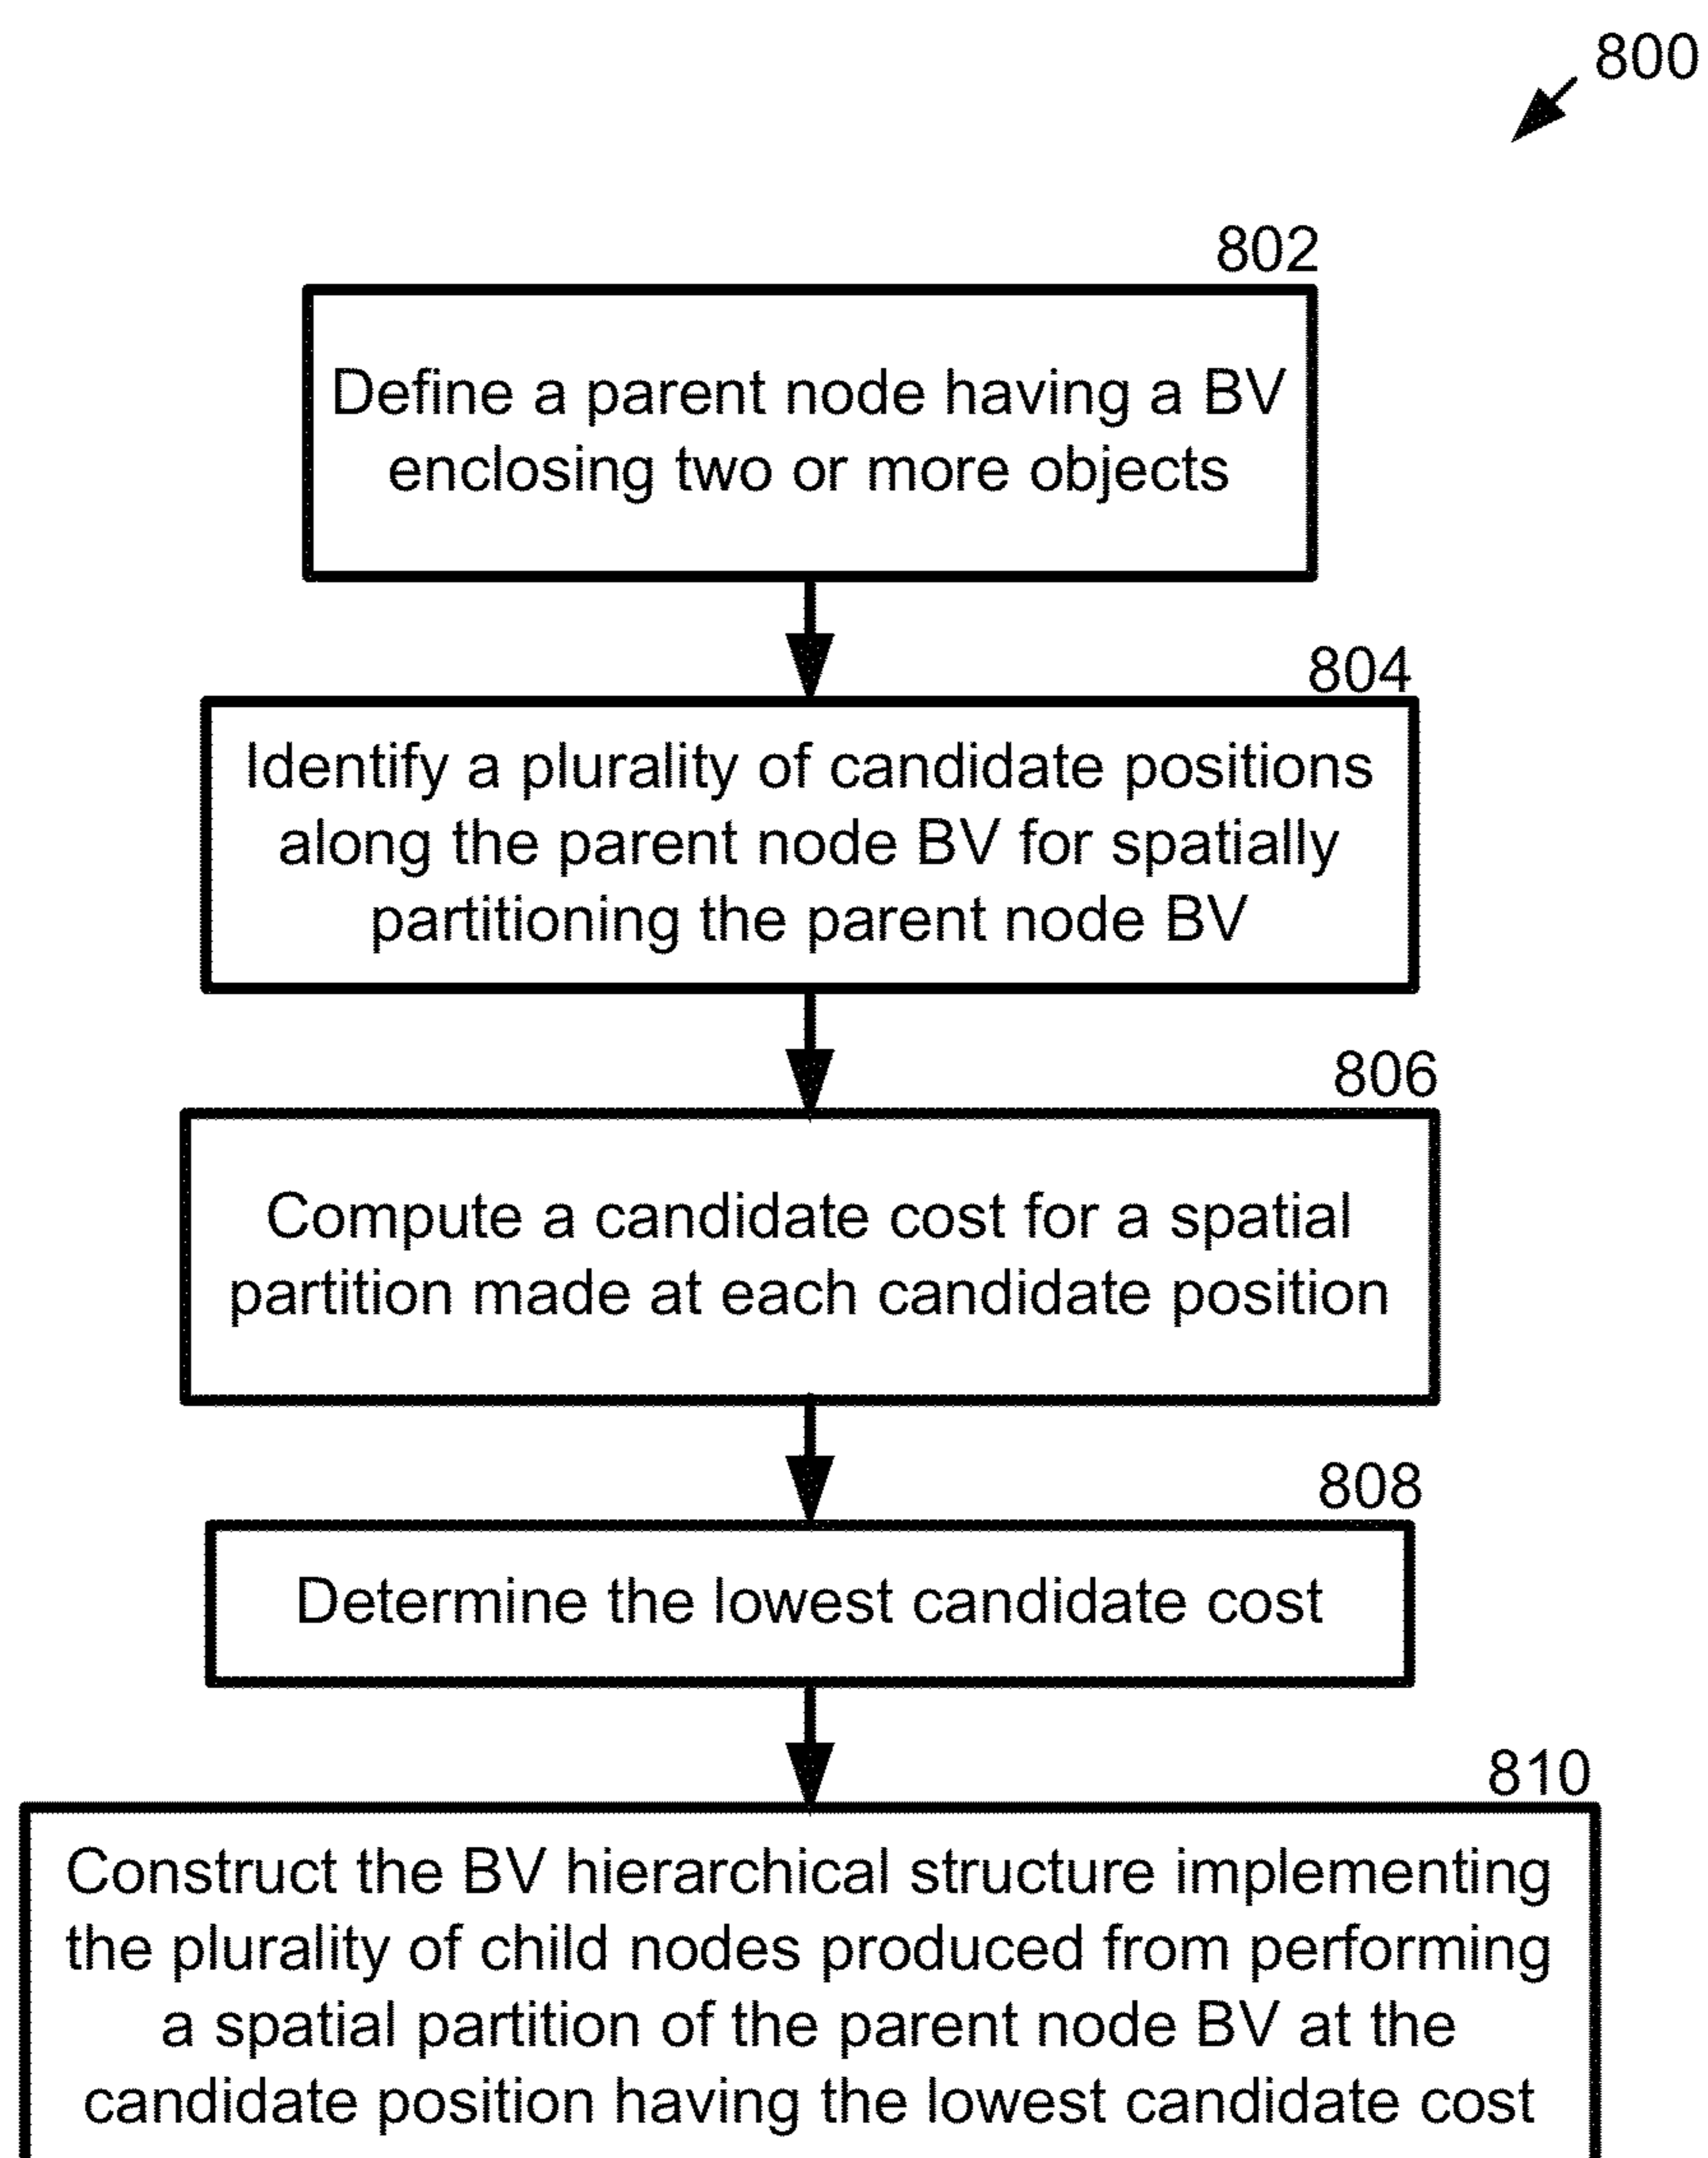 800
802
Define a parent node having a BV
enclosing two or more objects
804
Identify a plurality of candidate positions
along the parent node BV for spatially
partitioning the parent node BV
806
Compute a candidate cost for a spatial
partition made at each candidate position
808
Determine the lowest candidate cost
810
Construct the BV hierarchical structure implementing
the plurality of child nodes produced from performing
a spatial partition of the parent node BV at the
candidate position having the lowest candidate cost